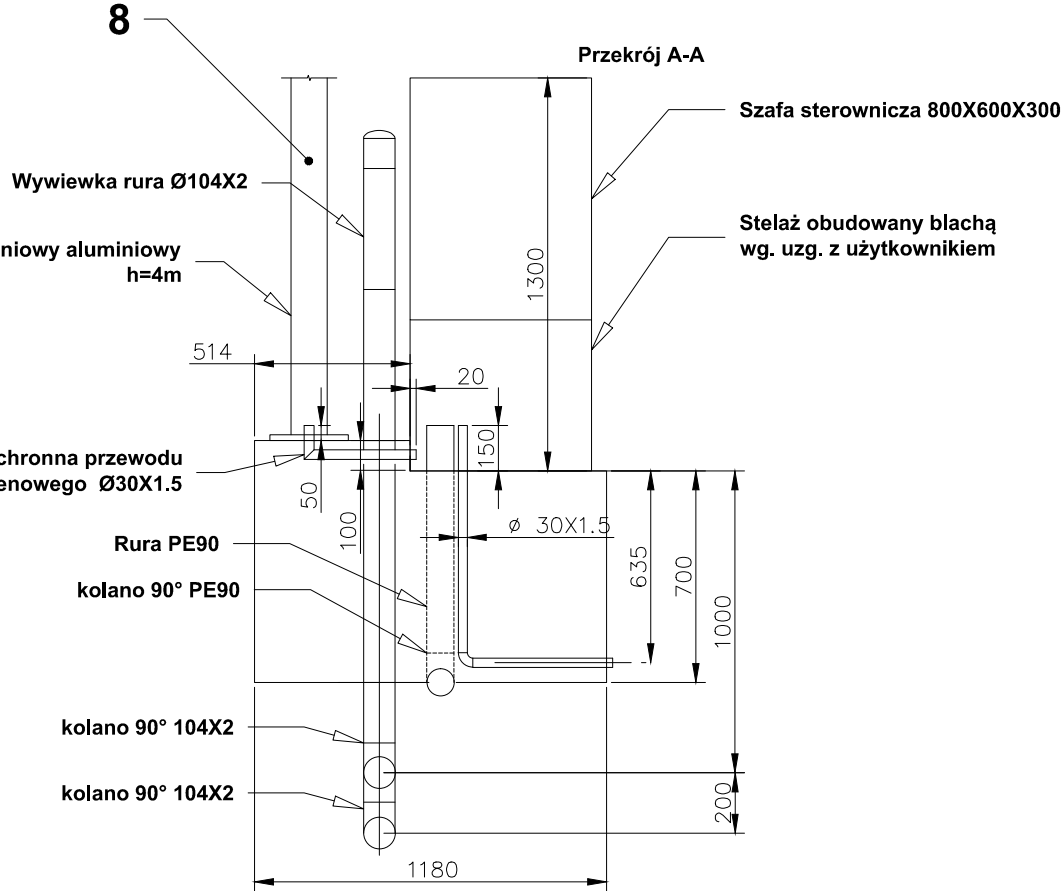 8
Przekrój A-A
Szafa sterownicza 800X600X300
Wywiewka rura Ø104X2
Stelaż obudowany blachą
wg. uzg. z użytkownikiem
niowy aluminiowy
h=4m
1300
514
20
150
chronna przewodu
enowego Ø30X1.5
50
100
ø 30X1.5
Rura PE90
635
700
1000
kolano 90° PE90
kolano 90° 104X2
kolano 90° 104X2
200
1180